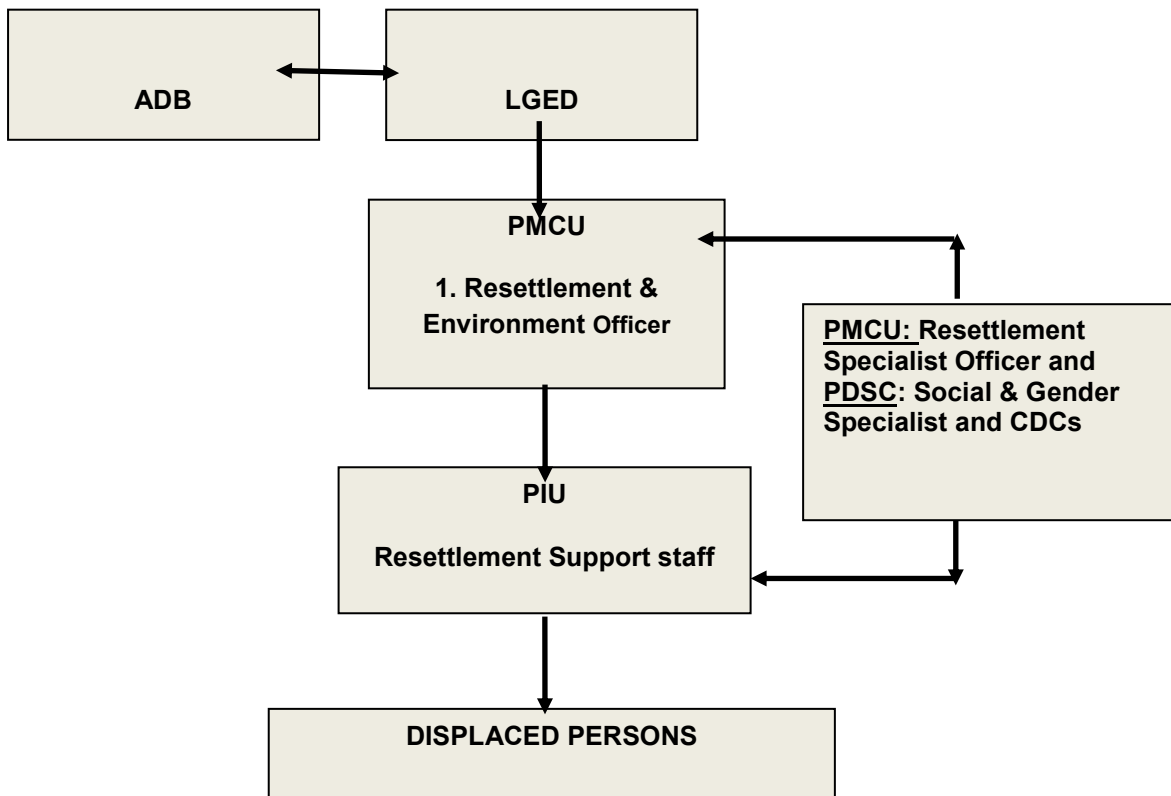 ADB
LGED
PMCU
1. Resettlement &
Environment Officer
PMCU: Resettlement
Specialist Officer and
PDSC: Social & Gender
Specialist and CDCs
PIU
Resettlement Support staff
DISPLACED PERSONS